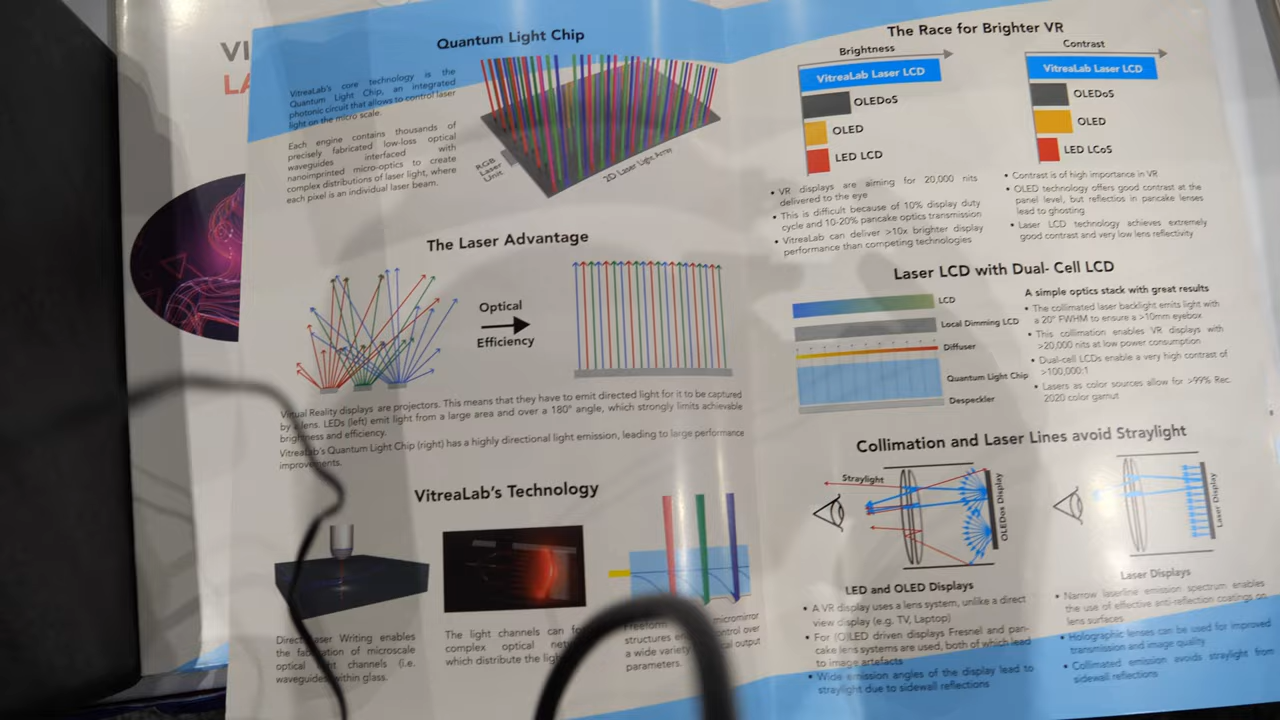 VI
LA
Quantum Light Chip
VitreaLab's core technology is the
Quantum Light Chip, an integrated
photonic circuit that allows to control laser
light on the micro scale.
Each engine contains thousands of
precisely fabricated low-loss optical
waveguides interfaced with
nanoimprinted micro-optics to create
complex distributions of laser light, where
each pixel is an individual laser beam.
RGB
Laser
Unit
2D Laser Light Array
The Laser Advantage
Optical
Efficiency
Virtual Reality displays are projectors. This means that they have to emit directed light for it to be captured
by a lens. LEDs (left) emit light from a large area and over a 180° angle, which strongly limits achievable
brightness and efficiency.
VitreaLab's Quantum Light Chip (right) has a highly directional light emission, leading to large performance
improvements.
VitreaLab's Technology
Direct Laser Writing enables
the of microscale
optical light channels (i.e.
waveguides) within glass.
The light channels can
complex optical
which distribute the
Freeform micromirror
structures control over
a wide variety output
parameters.
The Race for Brighter VR
Brightness
VitreaLab Laser LCD
OLEDoS
OLED
LED LCD
• VR displays are aiming for 20,000 nits
delivered to the eye
• This is difficult because of 10% display duty
cycle and 10-20% pancake optics transmission
• VitreaLab can deliver >10x brighter display
performance than competing technologies
Contrast
VitreaLab Laser LCD
OLEDoS
OLED
LED LCoS
• Contrast is of high importance in VR
• OLED technology offers good contrast at the
panel level, but reflectios in pancake lenses
lead to ghosting
• Laser LCD technology achieves extremely
good contrast and very low lens reflectivity
Laser LCD with Dual- Cell LCD
LCD
Local Dimming LCD
Diffuser
Quantum Light Chip
Despeckler
A simple optics stack with great results
• The collimated laser backlight emits light with
a 20° FWHM to ensure a >10mm eyebox
• This collimation enables VR displays with
>20,000 nits at low power consumption
• Dual-cell LCDs enable a very high contrast of
>100,000:1
• Lasers as color sources allow for >99% Rec.
2020 color gamut
Collimation and Laser Lines avoid Straylight
Straylight
OLEDos Display
LED and OLED Displays
• A VR display uses a lens system, unlike a direct
view display (e.g. TV, Laptop)
• For (O)LED driven displays Fresnel and pan-
cake lens systems are used, both of which lead
to image artefacts
• Wide emission angles of the display lead to
straylight due to sidewall reflections
Laser Display
Laser Displays
• Narrow laserline emission spectrum enables
the use of effective anti-reflection coatings on
lens surfaces
• Holographic lenses can be used for improved
transmission and image quality
• Collimated emission avoids straylight from
sidewall reflections